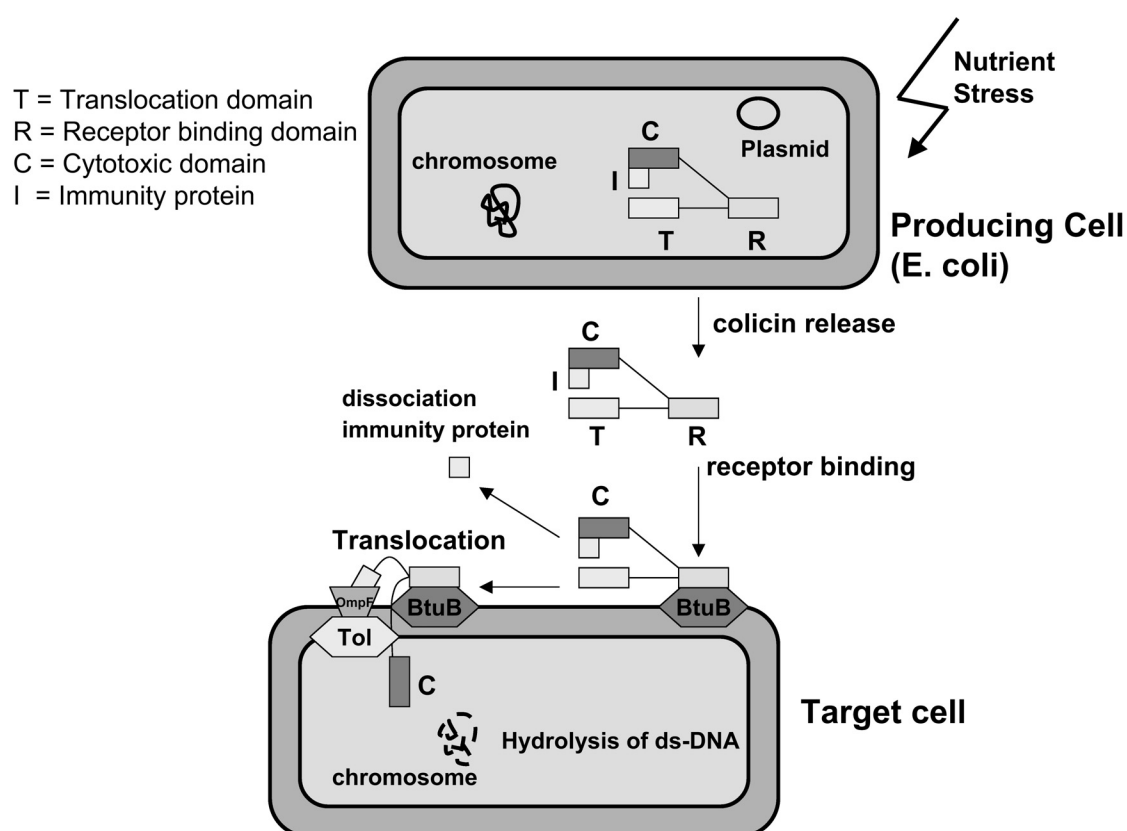 Nutrient
Stress
T = Translocation domain
R = Receptor binding domain
C = Cytotoxic domain
I = Immunity protein
C
Plasmid
chromosome
I
T R
Producing Cell
(E. coli)
colicin release
C
I
T R
dissociation
immunity protein
receptor binding
C
Translocation
OmpF
BtuB
BtuB
Tol
C
Target cell
Hydrolysis of ds-DNA
chromosome